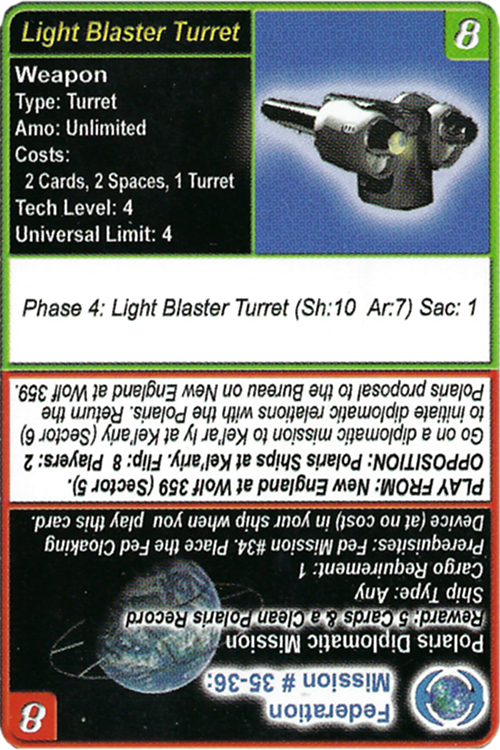 Light Blaster Turret
8
Weapon
Type: Turret
Amo: Unlimited
Costs:
2 Cards, 2 Spaces, 1 Turret
Tech Level: 4
Universal Limit: 4
Phase 4: Light Blaster Turret (Sh:10 Ar:7) Sac: 1
8
Federation
Mission # 35-36:
Polaris Diplomatic Mission
Reward: 5 Cards & a Clean Polaris Record
Ship Type: Any
Cargo Requirement: 1
Prerequisites: Fed Mission #34. Place the Fed Cloaking
Device (at no cost) in your ship when you play this card.
PLAY FROM: New England at Wolf 359 (Sector 5).
OPPOSITION: Polaris Ships at Kel'arly. Flip: 8 Players: 2
Go on a diplomatic mission to Kel'ar ly at Kel'arly (Sector 6)
to initiate diplomatic relations with the Polaris. Return the
Polaris proposal to the Bureau on New England at Wolf 359.